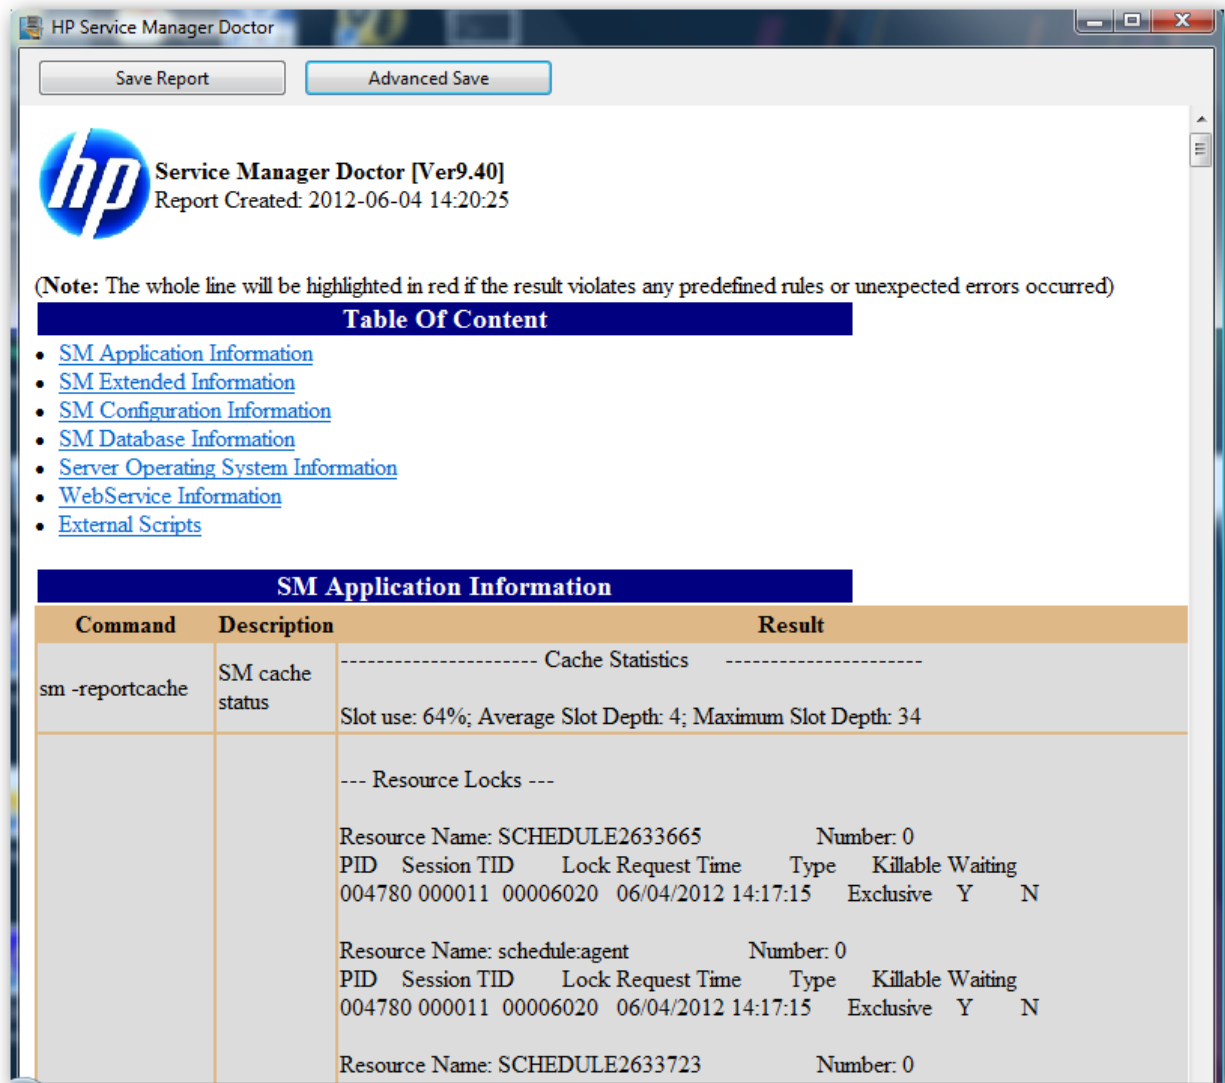 HP Service Manager Doctor
Save Report
Advanced Save
hp
Service Manager Doctor [Ver9.40]
Report Created: 2012-06-04 14:20:25
(Note: The whole line will be highlighted in red if the result violates any predefined rules or unexpected errors occurred)
Table Of Content
• SM Application Information
• SM Extended Information
• SM Configuration Information
• SM Database Information
• Server Operating System Information
• WebService Information
• External Scripts
SM Application Information
Command Description Result
sm -reportcache
SM cache
status
---------------------- Cache Statistics ----------------------
Slot use: 64%; Average Slot Depth: 4; Maximum Slot Depth: 34
--- Resource Locks ---
Resource Name: SCHEDULE2633665 Number: 0
PID Session TID Lock Request Time Type Killable Waiting
004780 000011 00006020 06/04/2012 14:17:15 Exclusive Y N
Resource Name: schedule:agent Number: 0
PID Session TID Lock Request Time Type Killable Waiting
004780 000011 00006020 06/04/2012 14:17:15 Exclusive Y N
Resource Name: SCHEDULE2633723 Number: 0